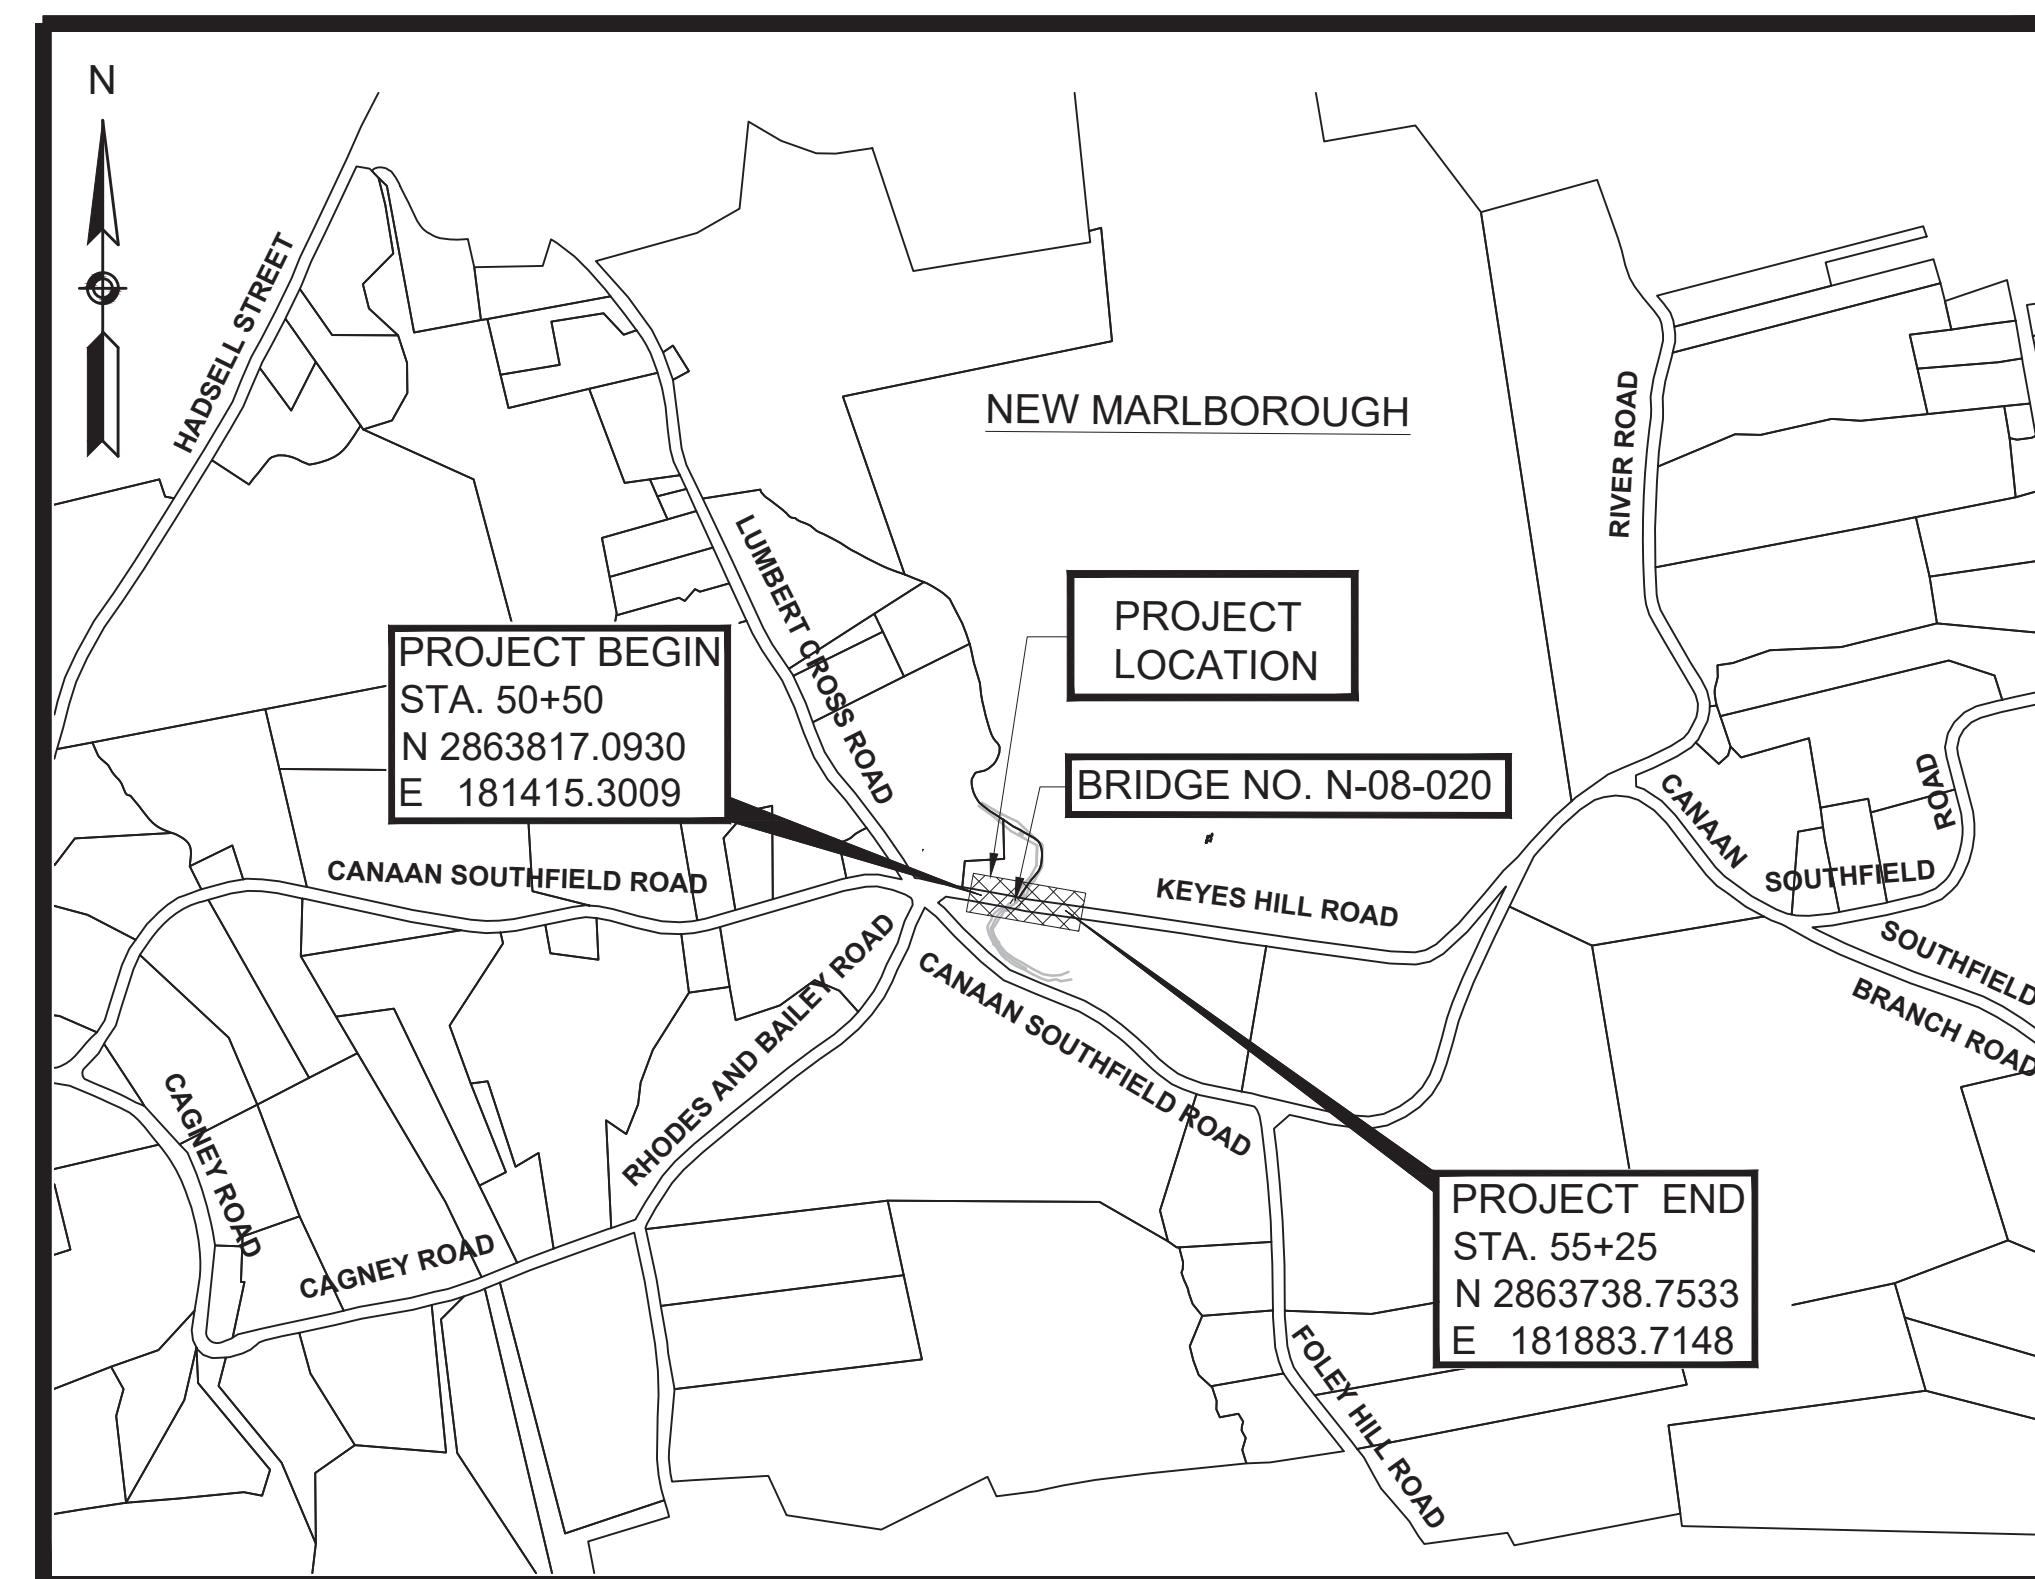 N
HADSELL STREET
NEW MARLBOROUGH
RIVER ROAD
LUMBERT CROSS ROAD
PROJECT
LOCATION
PROJECT BEGIN
STA. 50+50
N 2863817.0930
E 181415.3009
BRIDGE NO. N-08-020
CANAAN
SOUTHFIELD
ROAD
CANAAN SOUTHFIELD ROAD
KEYES HILL ROAD
SOUTHFIELD
BRANCH ROAD
RHODES AND BAILEY ROAD
CANAAN SOUTHFIELD ROAD
CAGNEY ROAD
CAGNEY ROAD
PROJECT END
STA. 55+25
N 2863738.7533
E 181883.7148
FOLEY HILL ROAD